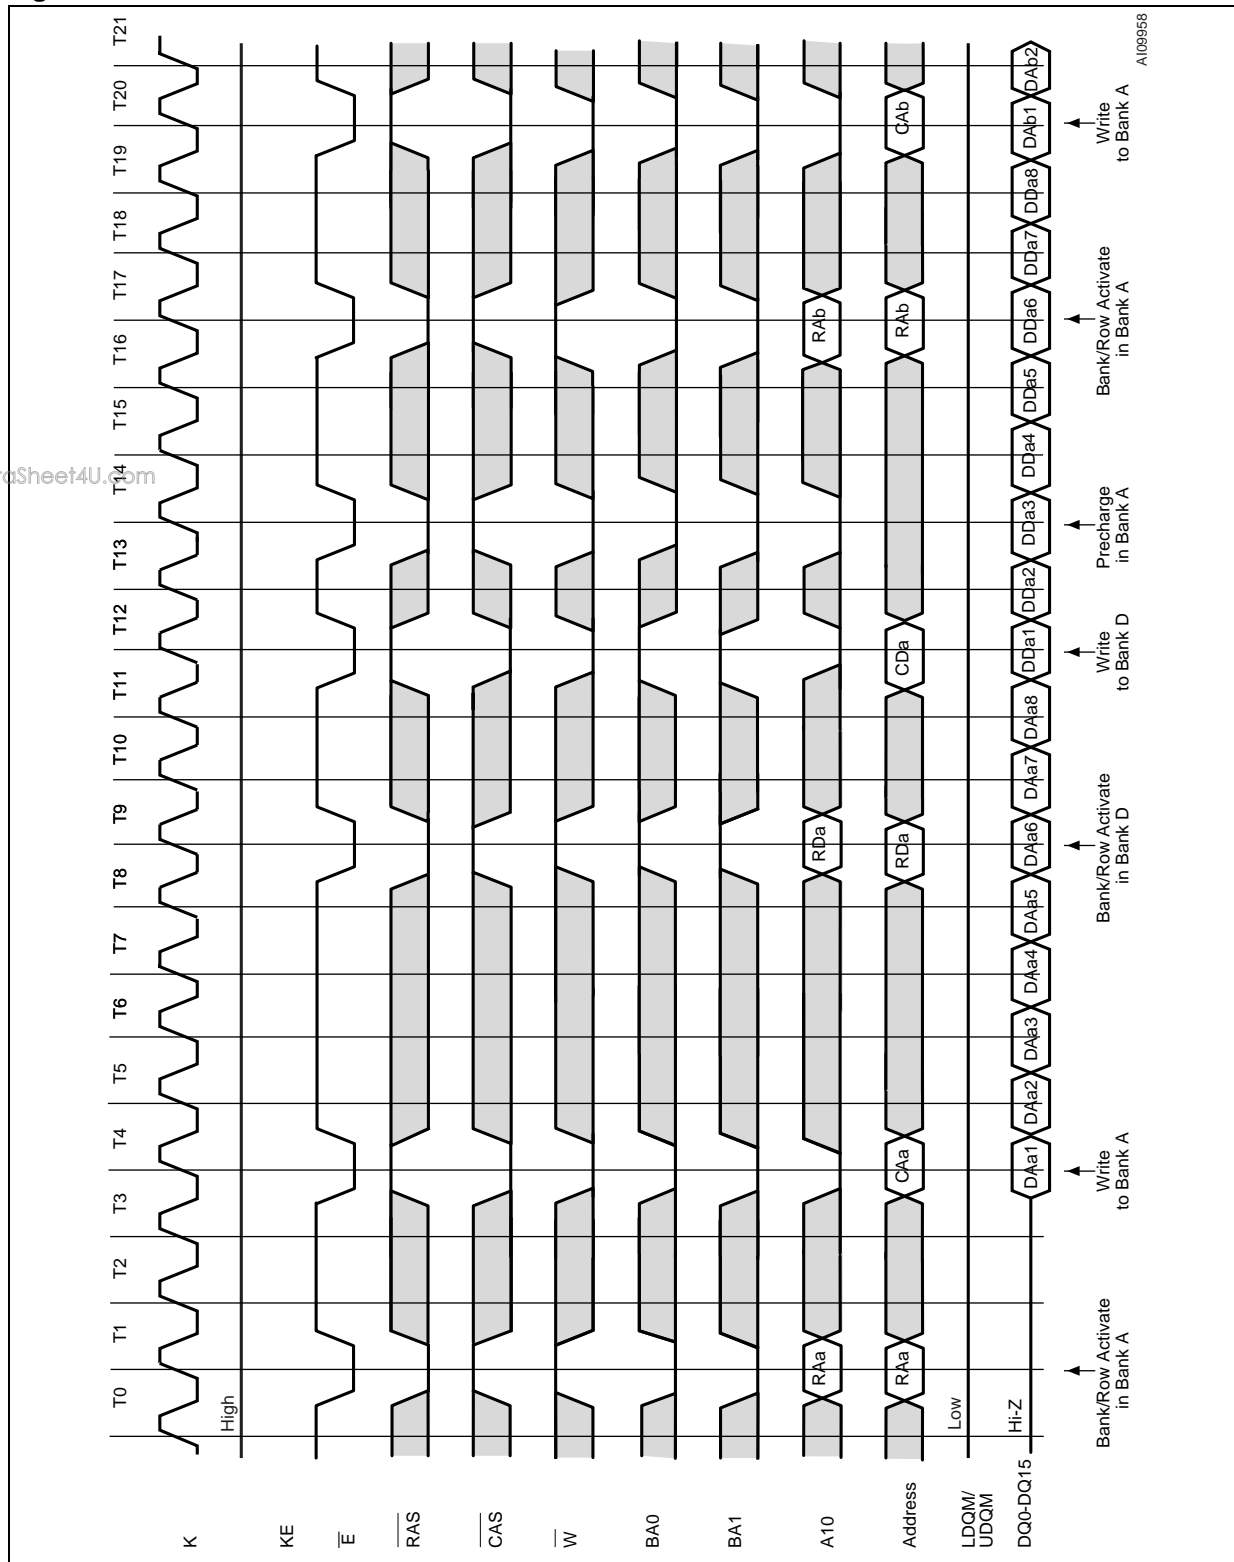 T0 T1 T2 T3 T4 T5 T6 T7 T8 T9 T10 T11 T12 T13 T14 T15 T16 T17 T18 T19 T20 T21
K
High
KE
E
RAS
CAS
W
BA0
BA1
A10 RAa RDa RAb
Address RAa CAa RDa CDa RAb CAb
Low
LDQM/
UDQM
Hi-Z
DQ0-DQ15 DAa1 DAa2 DAa3 DAa4 DAa5 DAa6 DAa7 DAa8 DDa1 DDa2 DDa3 DDa4 DDa5 DDa6 DDa7 DDa8 DAb1 DAb2
Bank/Row Activate
in Bank A
Write
to Bank A
Bank/Row Activate
in Bank D
Write
to Bank D
Precharge
in Bank A
Bank/Row Activate
in Bank A
Write
to Bank A
AI09958
aSheet4U.com